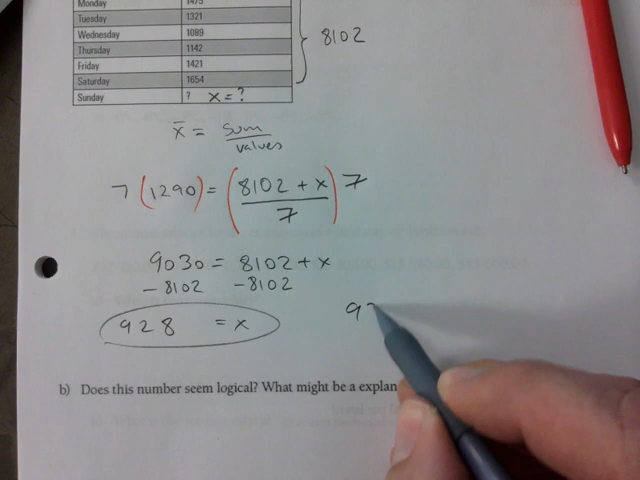 Monday 1475
Tuesday 1321
Wednesday 1089
Thursday 1142
Friday 1421
Saturday 1654
Sunday ? x=?
8102
x̄ = sum/values
7 (1290) = (8102 + x / 7) 7
9030 = 8102 + x
-8102 -8102
928 = x
b) Does this number seem logical? What might be a explan